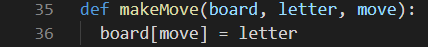 35 def makeMove(board, letter, move):
36   board[move] = letter